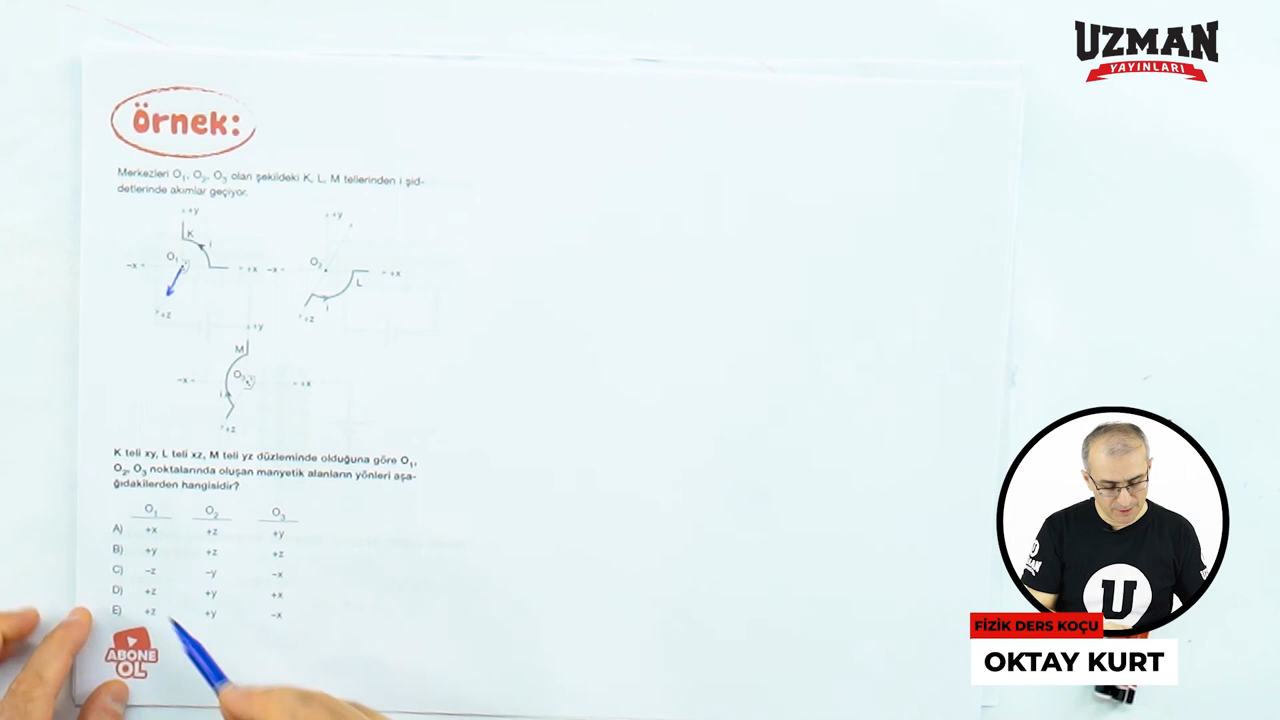 UZMAN
YAYINLARI
Örnek:
Merkezleri O₁, O₂, O₃ olan şekildeki K, L, M tellerinden i şid-
detlerinde akımlar geçiyor.
+y
K
i
O₁
-x
+x
+z
+y
O₂
-x
+x
L
i
+z
+y
M
O₃
-x
+x
i
+z
K teli xy, L teli xz, M teli yz düzleminde olduğuna göre O₁,
O₂, O₃ noktalarında oluşan manyetik alanların yönleri aşa-
ğıdakilerden hangisidir?
O₁ O₂ O₃
A) +x +z +y
B) +y +z +z
C) -z -y -x
D) +z +y +x
E) +z +y -x
ABONE
OL
U
FİZİK DERS KOÇU
OKTAY KURT